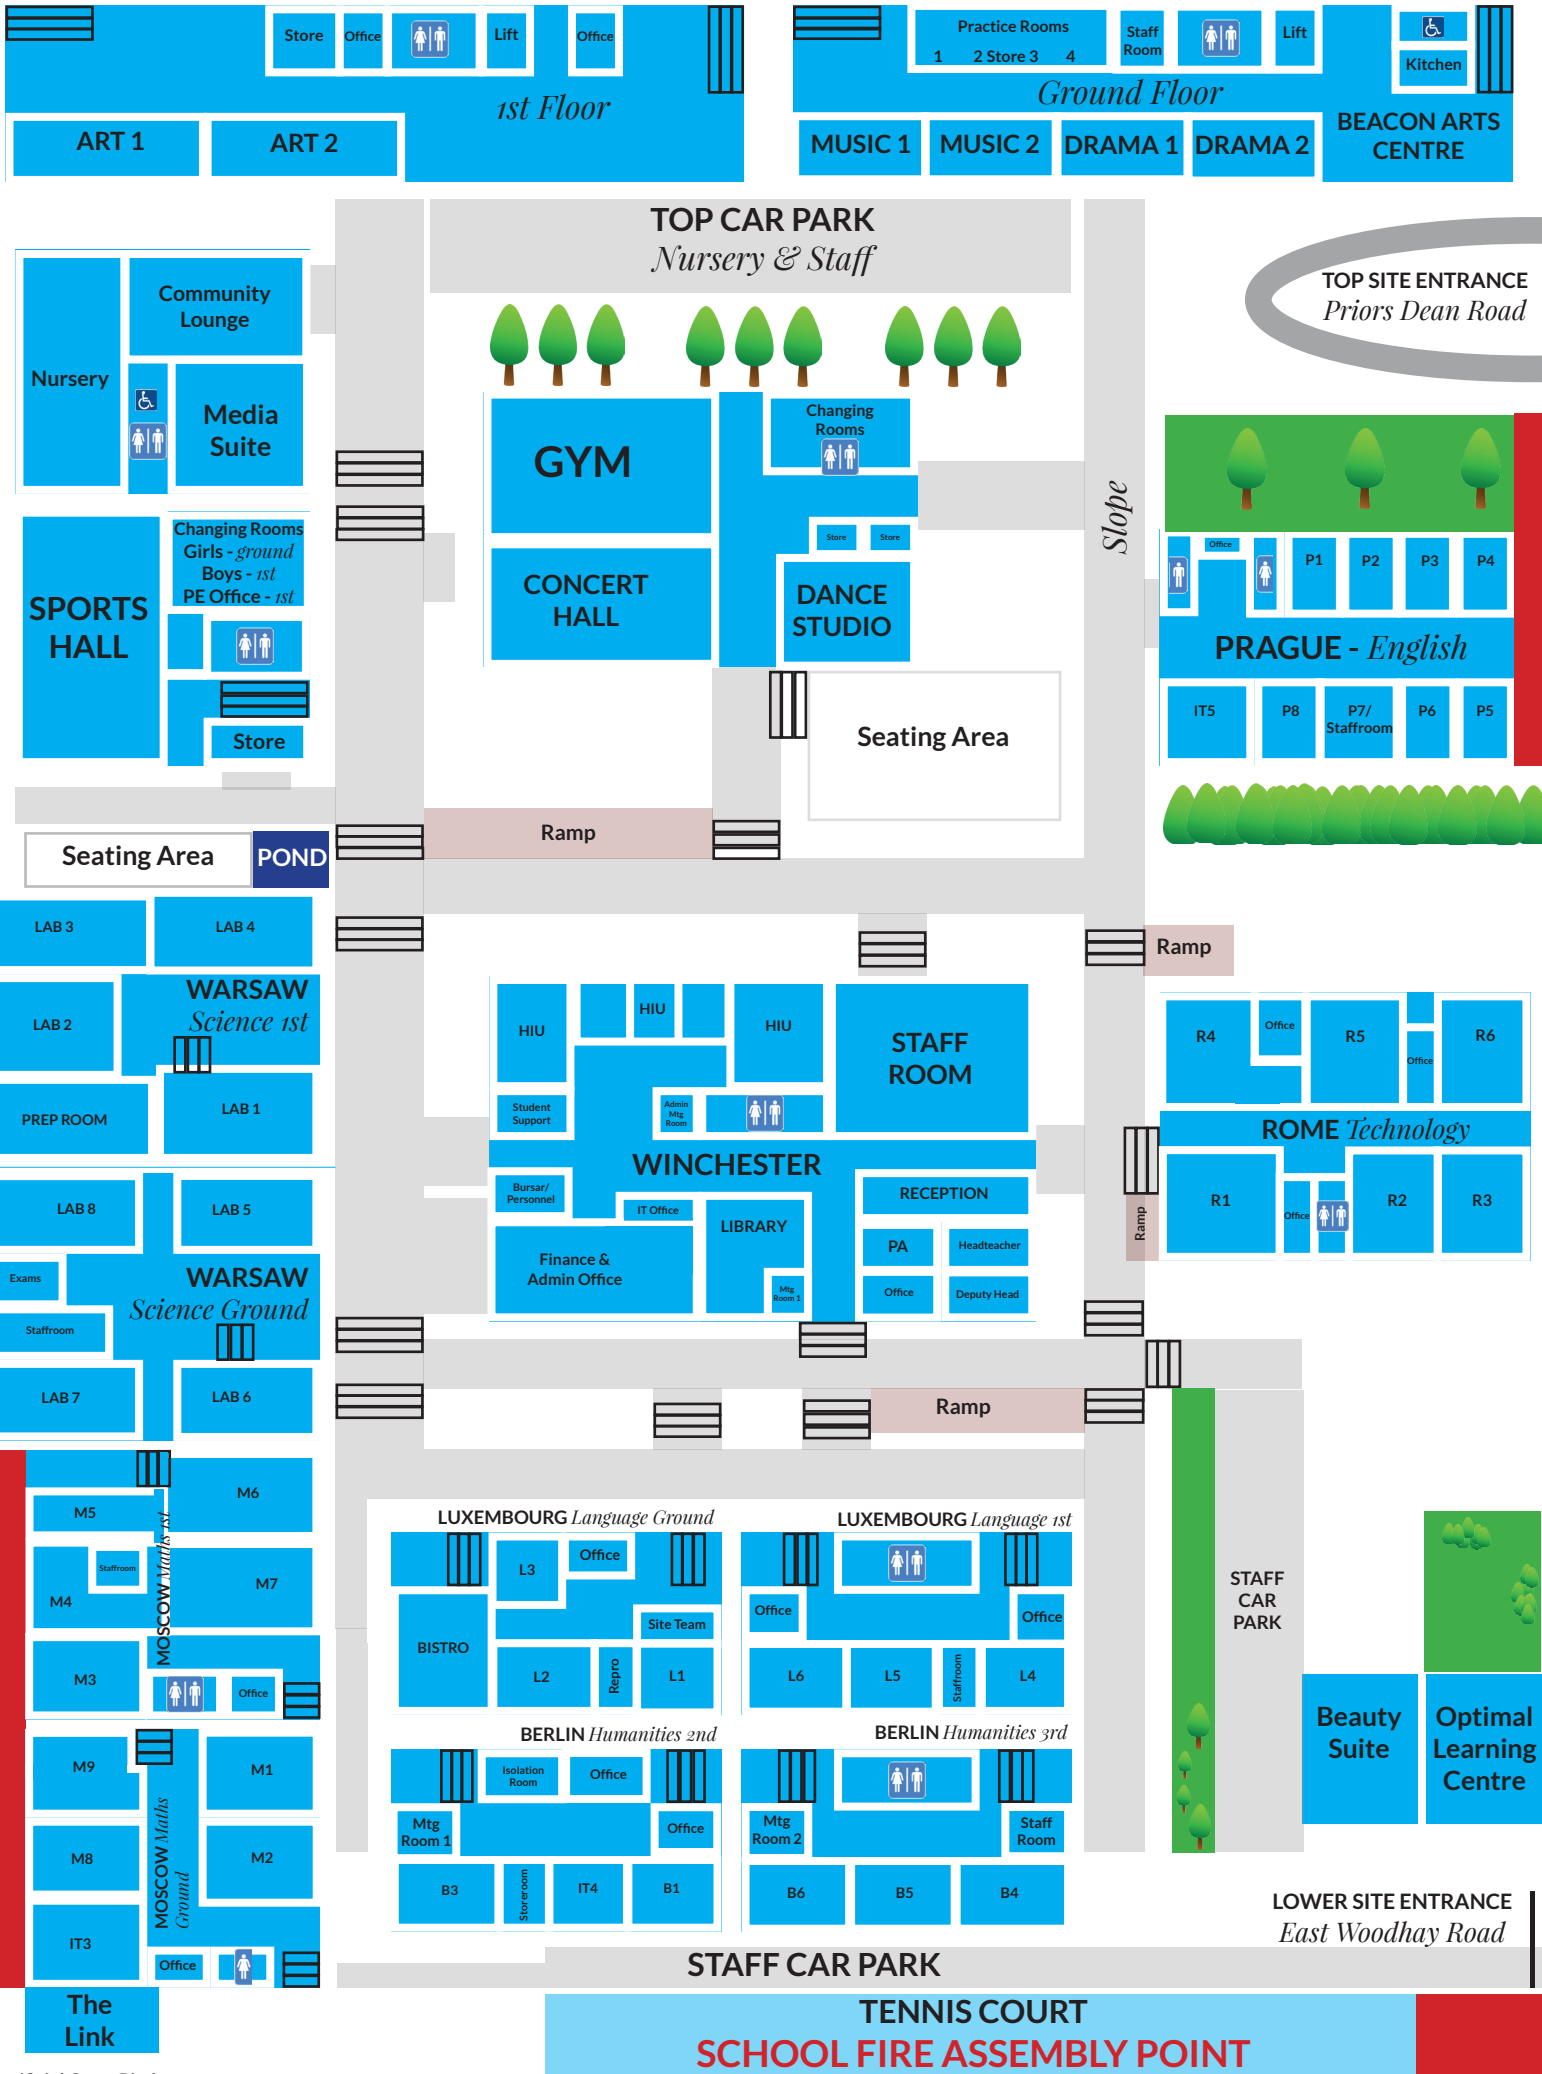 Store
Office
Lift
Office
1st Floor
ART 1
ART 2
Practice Rooms
1 2 Store 3 4
Staff
Room
Lift
Kitchen
Ground Floor
BEACON ARTS
CENTRE
MUSIC 1
MUSIC 2
DRAMA 1
DRAMA 2
TOP CAR PARK
Nursery & Staff
TOP SITE ENTRANCE
Priors Dean Road
Community
Lounge
Nursery
Media
Suite
GYM
Changing
Rooms
Slope
Store
Store
CONCERT
HALL
DANCE
STUDIO
Changing Rooms
Girls - ground
Boys - 1st
PE Office - 1st
SPORTS
HALL
Store
Office
P1
P2
P3
P4
PRAGUE - English
IT5
P8
P7/
Staffroom
P6
P5
Seating Area
Ramp
Seating Area
POND
LAB 3
LAB 4
WARSAW
Science 1st
LAB 2
PREP ROOM
LAB 1
Ramp
HIU
HIU
HIU
STAFF
ROOM
Student
Support
Admin
Mtg
Room
WINCHESTER
Bursar/
Personnel
IT Office
LIBRARY
Finance &
Admin Office
Mtg
Room 1
RECEPTION
PA
Headteacher
Office
Deputy Head
R4
Office
R5
Office
R6
ROME Technology
R1
Office
R2
R3
Ramp
LAB 8
LAB 5
Exams
WARSAW
Science Ground
Staffroom
LAB 7
LAB 6
Ramp
M5
M6
Staffroom
M4
M7
MOSCOW Maths 1st
M3
Office
M9
M1
M8
M2
MOSCOW Maths
Ground
IT3
Office
The
Link
LUXEMBOURG Language Ground
L3
Office
BISTRO
Site Team
L2
Repro
L1
LUXEMBOURG Language 1st
Office
Office
L6
L5
Staffroom
L4
BERLIN Humanities 2nd
Isolation
Room
Office
Mtg
Room 1
Office
B3
Storeroom
IT4
B1
BERLIN Humanities 3rd
Mtg
Room 2
Staff
Room
B6
B5
B4
STAFF
CAR
PARK
Beauty
Suite
Optimal
Learning
Centre
LOWER SITE ENTRANCE
East Woodhay Road
STAFF CAR PARK
TENNIS COURT
SCHOOL FIRE ASSEMBLY POINT